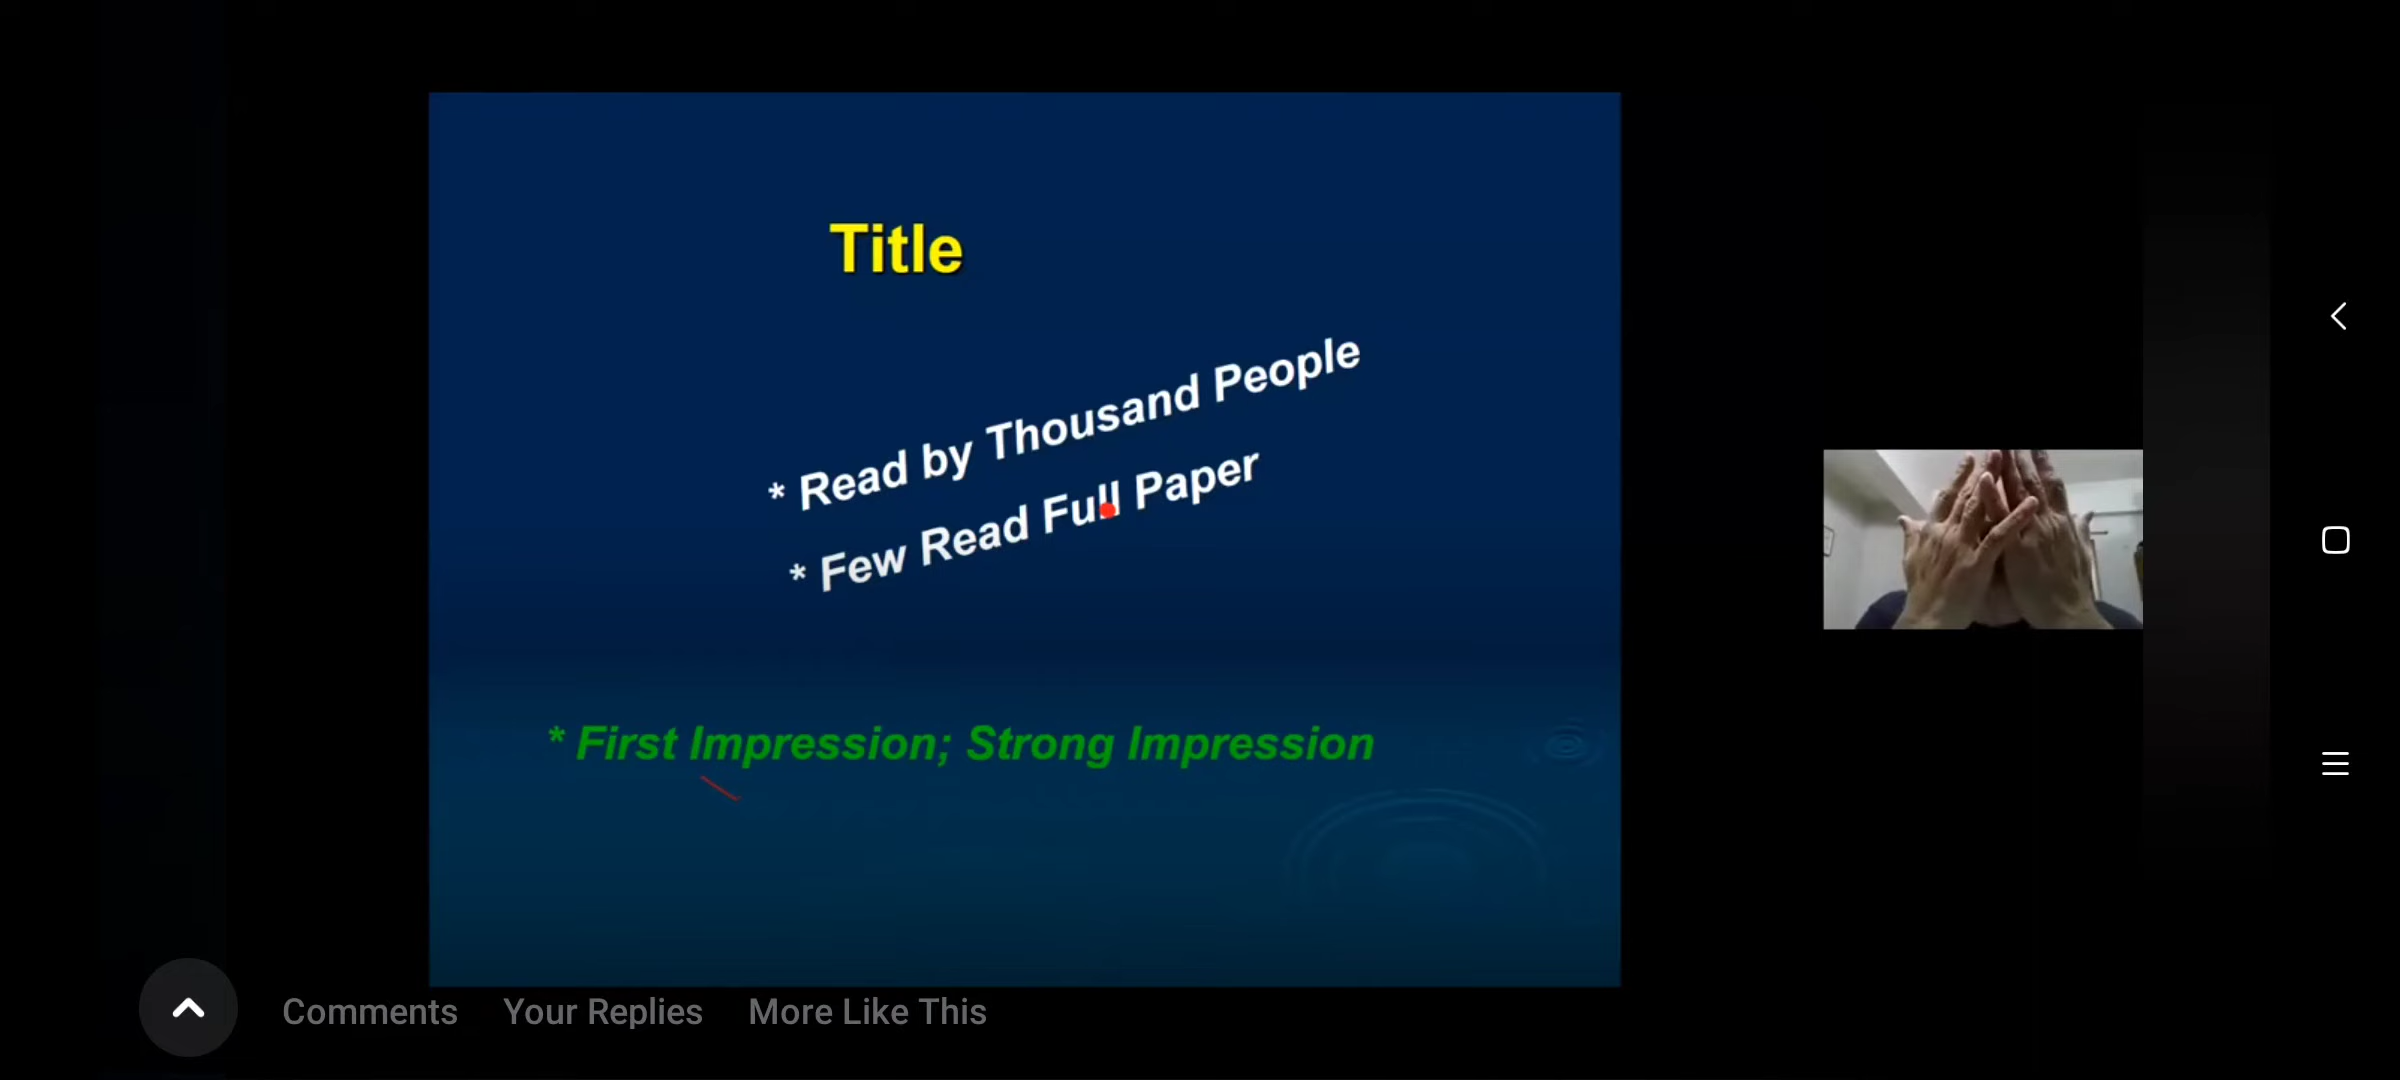 Title
* Read by Thousand People
* Few Read Full Paper
* First Impression; Strong Impression
Comments Your Replies More Like This